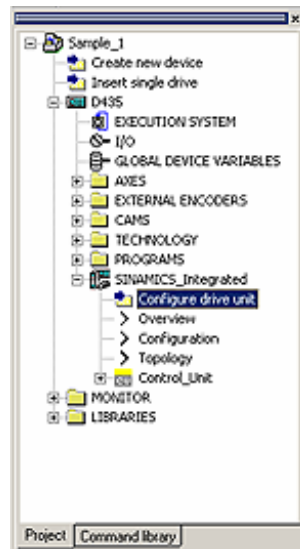 Sample_1
Create new device
Insert single drive
D435
EXECUTION SYSTEM
I/O
GLOBAL DEVICE VARIABLES
AXES
EXTERNAL ENCODERS
CAMS
TECHNOLOGY
PROGRAMS
SINAMICS_Integrated
Configure drive unit
Overview
Configuration
Topology
Control_Unit
MONITOR
LIBRARIES
Project Command library